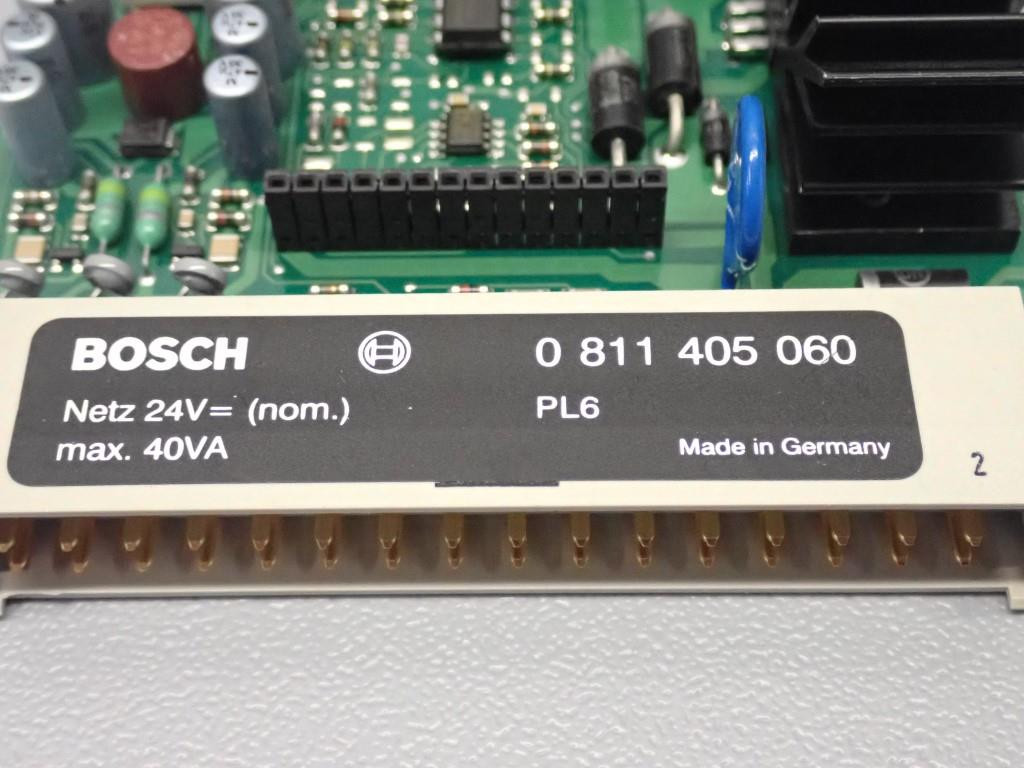 BOSCH 0 811 405 060
Netz 24V= (nom.) PL6
max. 40VA Made in Germany
2